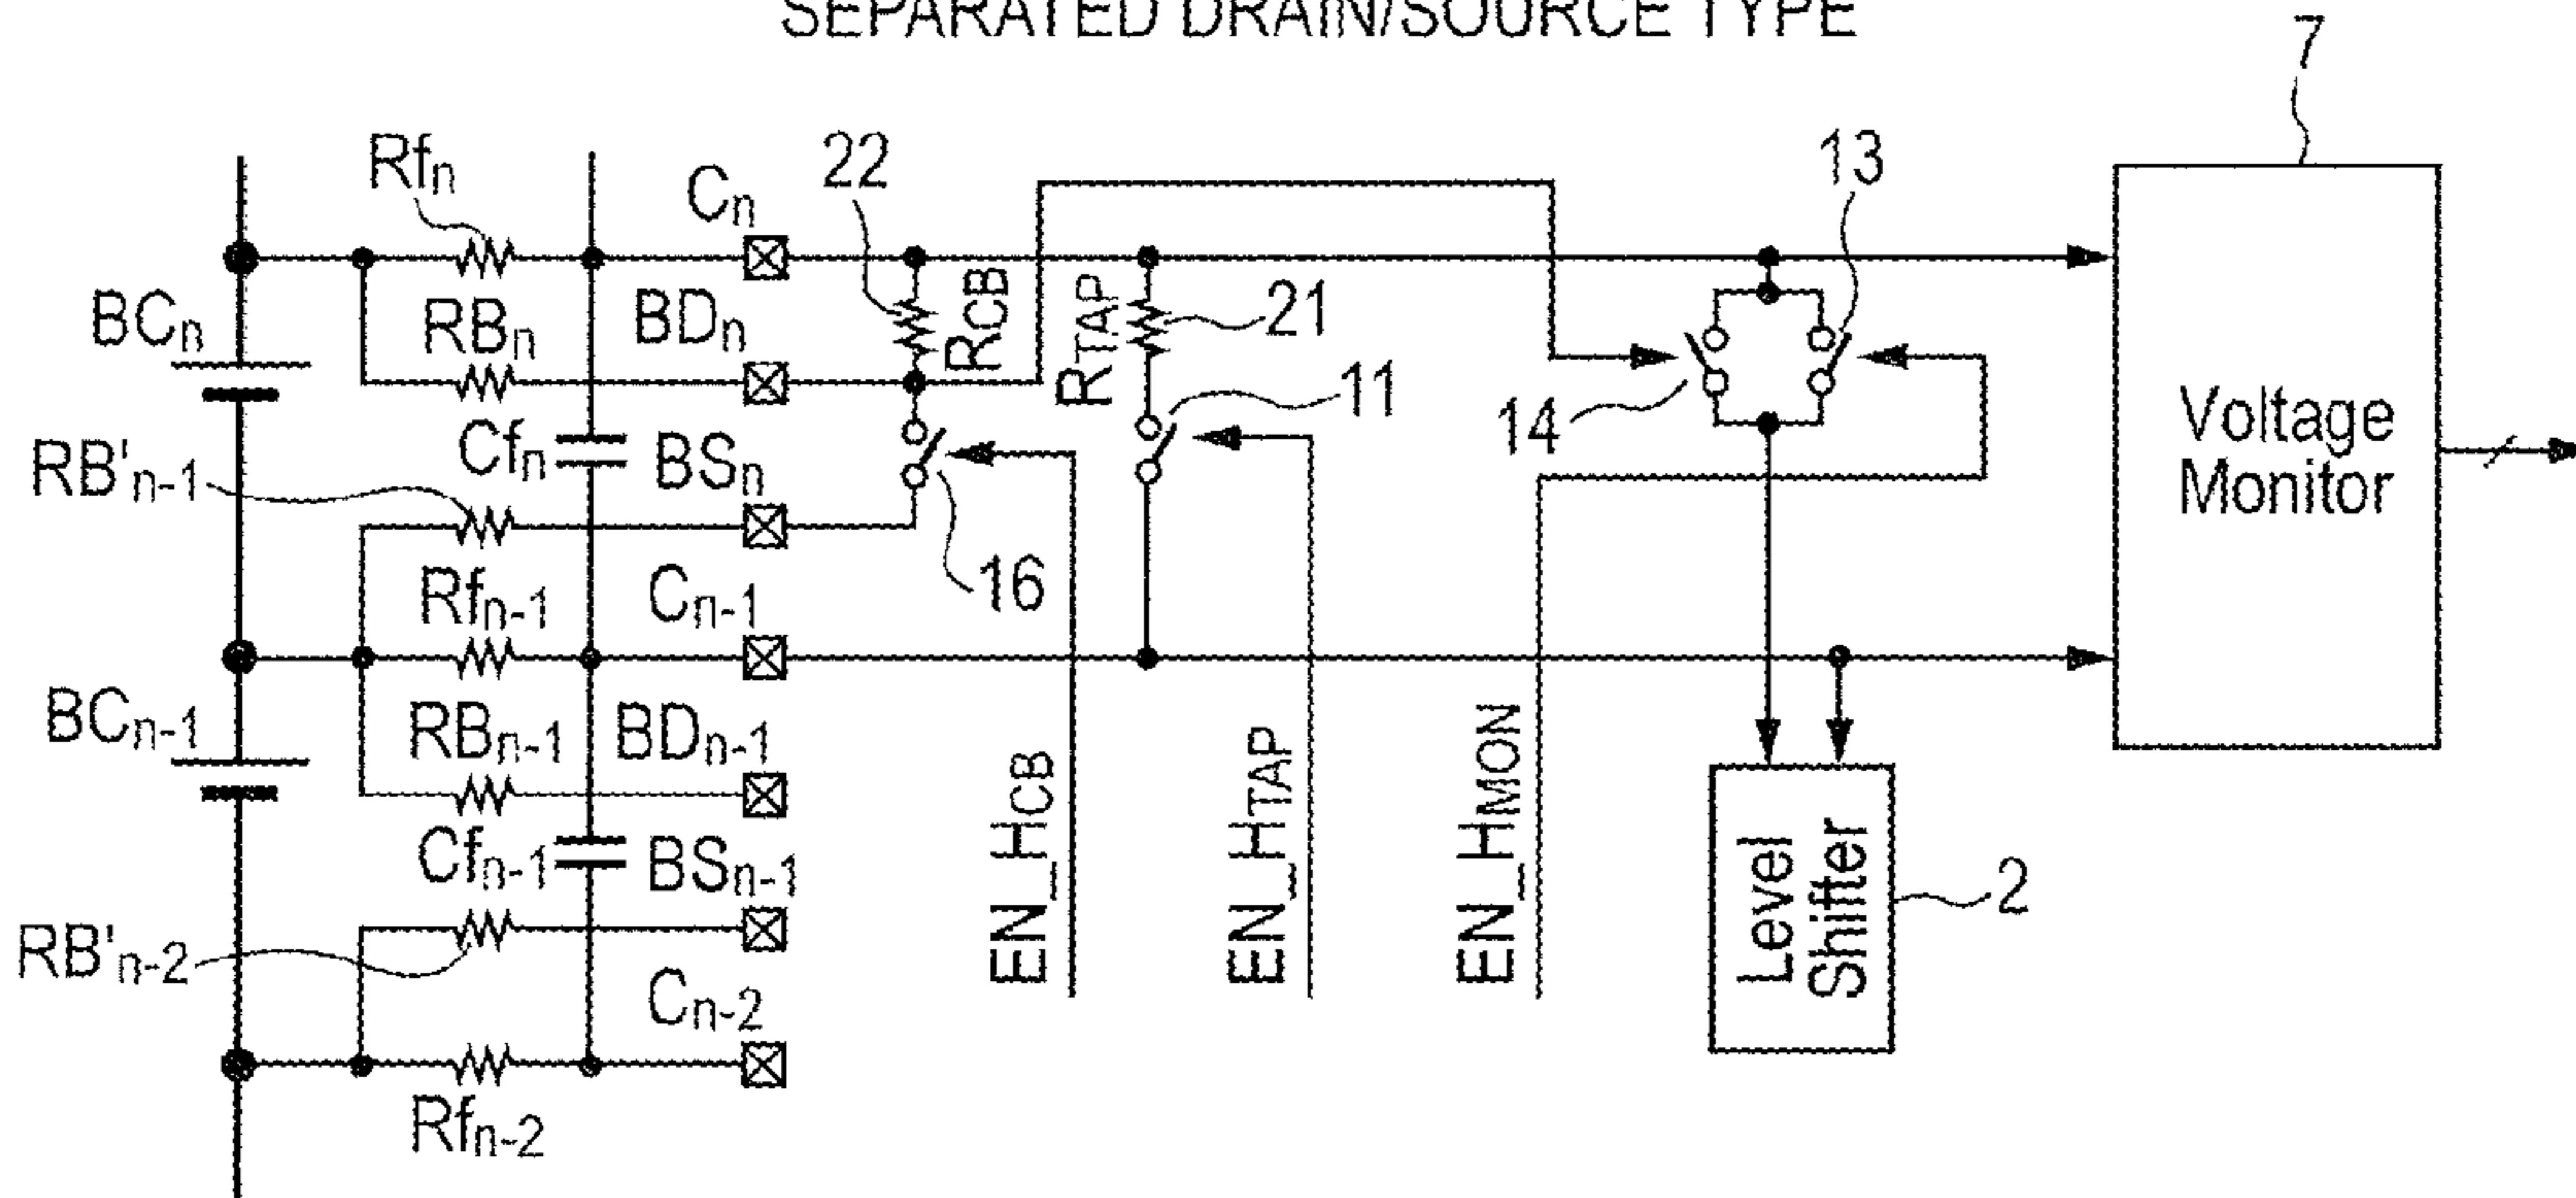 SEPARATED DRAIN/SOURCE TYPE
7
Rfn
Cn
22
13
BCn
RBn
BDn
RCB
RTAP
21
11
14
Voltage
Monitor
RB'n-1
Cfn
BSn
16
Rfn-1
Cn-1
BCn-1
RBn-1
BDn-1
EN_HCB
EN_HTAP
EN_HMON
Level
Shifter
2
Cfn-1
BSn-1
RB'n-2
Cn-2
Rfn-2